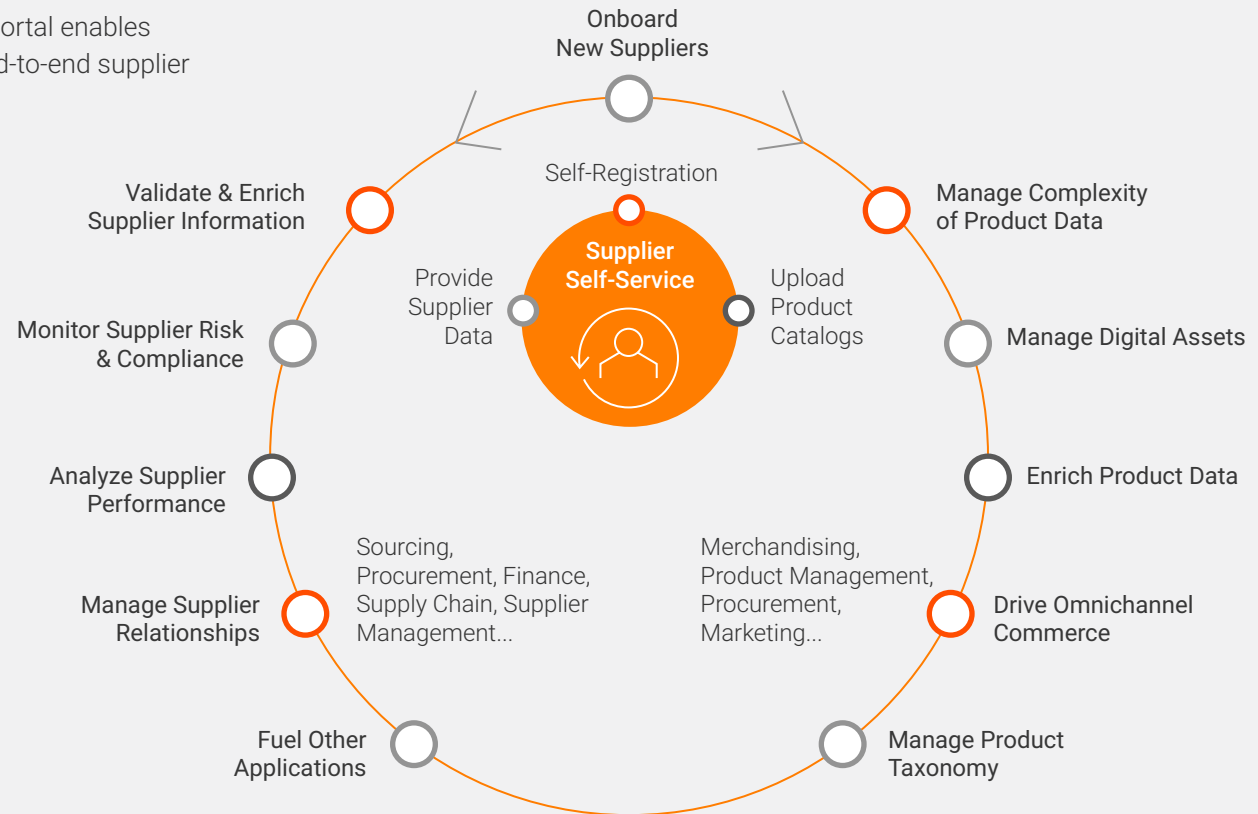 ortal enables
d-to-end supplier
Onboard
New Suppliers
Self-Registration
Validate & Enrich
Supplier Information
Manage Complexity
of Product Data
Supplier
Self-Service
Provide
Supplier
Data
Upload
Product
Catalogs
Monitor Supplier Risk
& Compliance
Manage Digital Assets
Analyze Supplier
Performance
Enrich Product Data
Sourcing,
Procurement, Finance,
Supply Chain, Supplier
Management...
Merchandising,
Product Management,
Procurement,
Marketing...
Manage Supplier
Relationships
Drive Omnichannel
Commerce
Fuel Other
Applications
Manage Product
Taxonomy